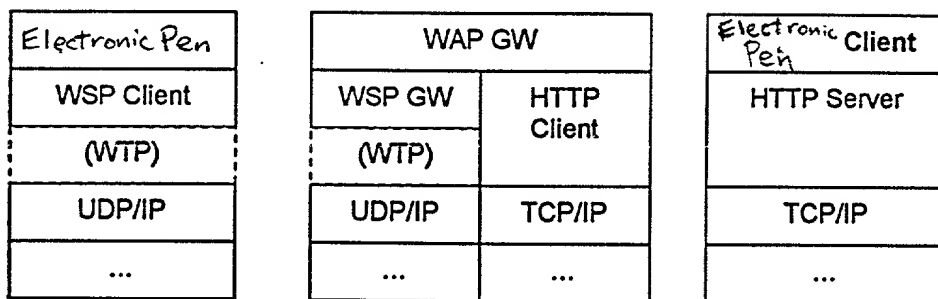 Electronic Pen
WSP Client
(WTP)
UDP/IP
...
WAP GW
WSP GW
(WTP)
UDP/IP
...
HTTP
Client
TCP/IP
...
Electronic Client
Pen
HTTP Server
TCP/IP
...